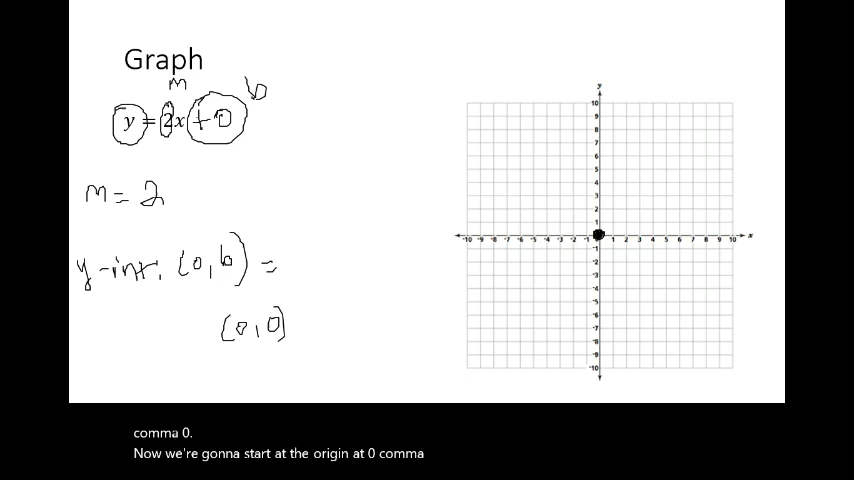 Graph
m
b
y = 2x + 0
m = 2
y-int. (0, b) =
(0, 0)
y
10
9
8
7
6
5
4
3
2
1
-10 -9 -8 -7 -6 -5 -4 -3 -2 -1 1 2 3 4 5 6 7 8 9 10 x
-1
-2
-3
-4
-5
-6
-7
-8
-9
-10
comma 0.
Now we're gonna start at the origin at 0 comma